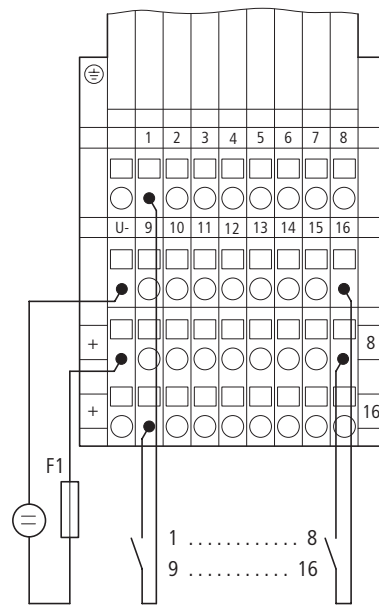 1 2 3 4 5 6 7 8
U- 9 10 11 12 13 14 15 16
+ 8
+ 16
F1
1 ............ 8
9 ............ 16